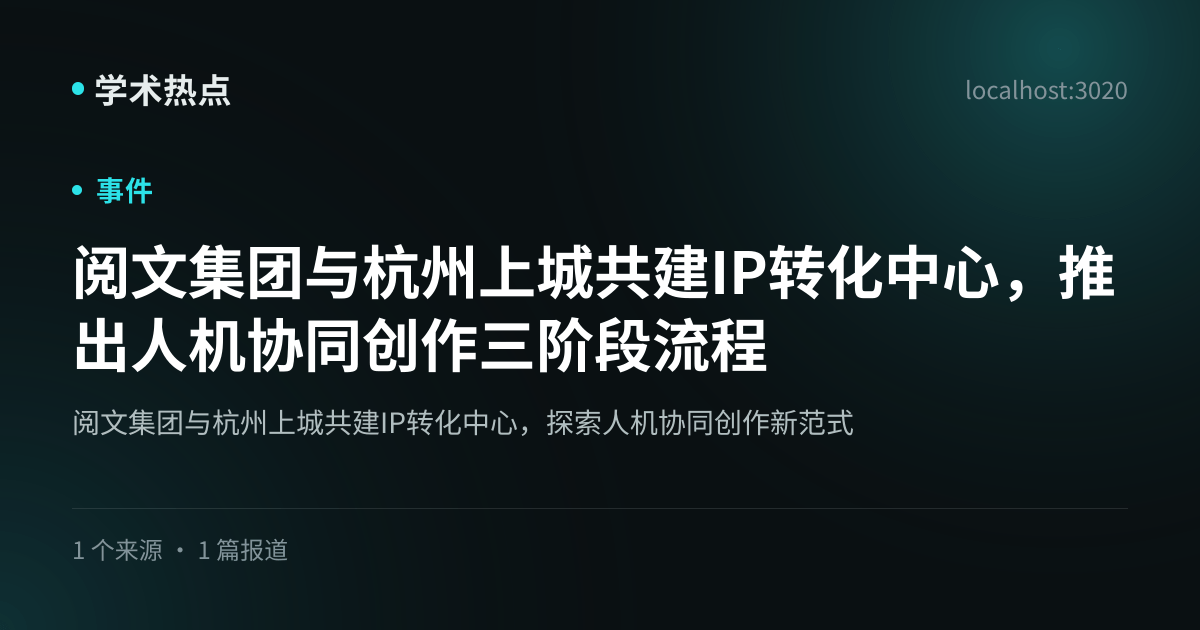 学术热点
localhost:3020
事件
阅文集团与杭州上城共建IP转化中心，推
出人机协同创作三阶段流程
阅文集团与杭州上城共建IP转化中心，探索人机协同创作新范式
1 个来源 · 1 篇报道